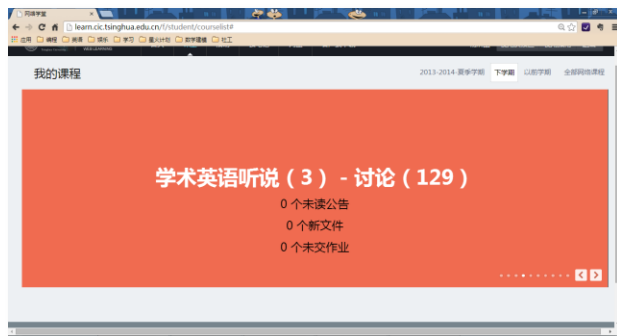 网络学堂
learn.cic.tsinghua.edu.cn/f/student/courselist#
应用 编程 英语 娱乐 学习 星火计划 数学建模 社工
我的课程
2013-2014-夏季学期 下学期 以前学期 全部网络课程
学术英语听说(3) - 讨论(129)
0 个未读公告
0 个新文件
0 个未交作业